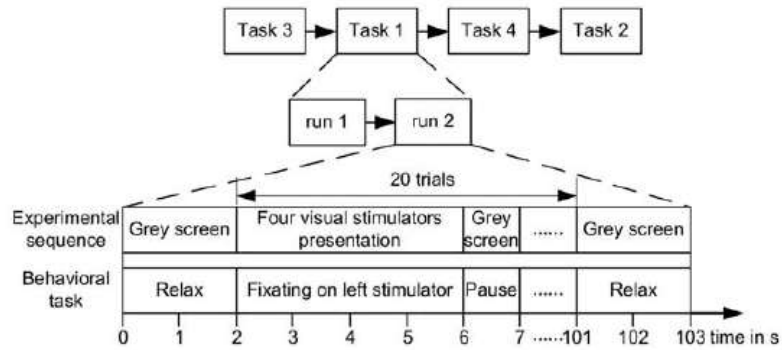 Task 3 Task 1 Task 4 Task 2
run 1 run 2
20 trials
Experimental
sequence
Grey screen
Four visual stimulators
presentation
Grey
screen
......
Grey screen
Behavioral
task
Relax
Fixating on left stimulator
Pause
......
Relax
0 1 2 3 4 5 6 7 ......101 102 103 time in s